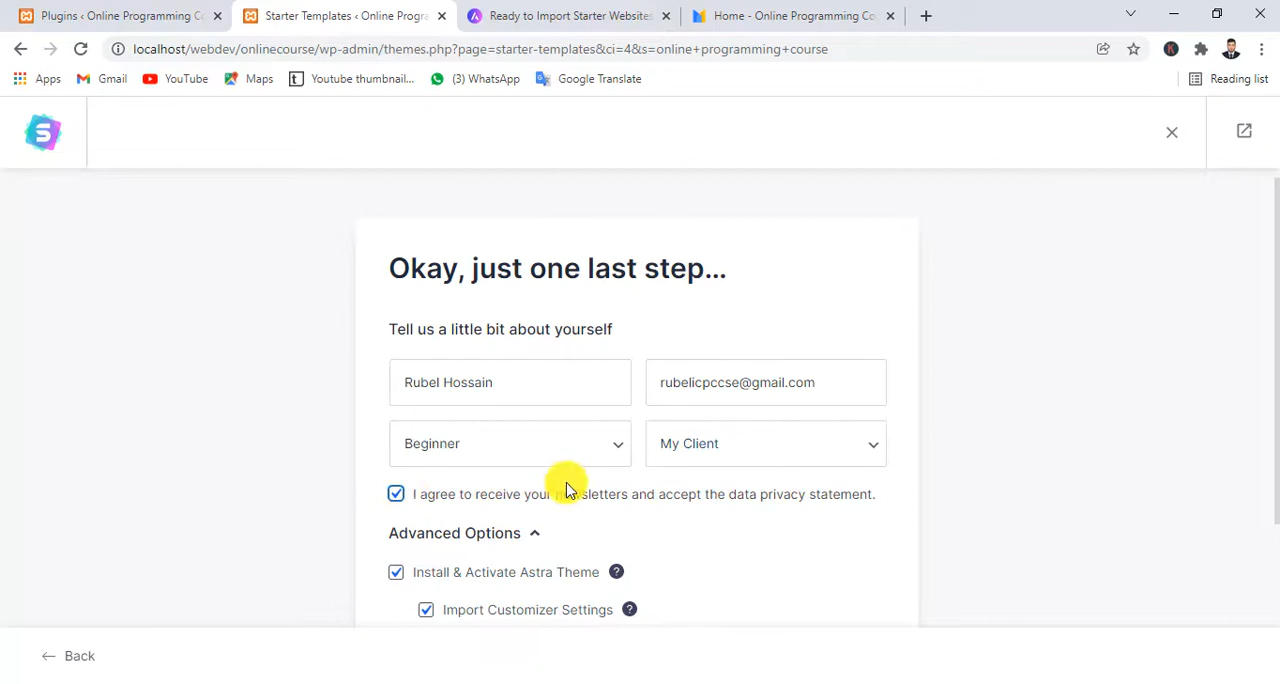 Plugins ‹ Online Programming C
Starter Templates ‹ Online Progr
Ready to Import Starter Websites
Home - Online Programming Co
localhost/webdev/onlinecourse/wp-admin/themes.php?page=starter-templates&ci=4&s=online+programming+course
K
Apps
Gmail
YouTube
Maps
t
Youtube thumbnail...
(3) WhatsApp
Google Translate
Reading list
S
Okay, just one last step...
Tell us a little bit about yourself
Rubel Hossain
rubelicpccse@gmail.com
Beginner
My Client
I agree to receive your newsletters and accept the data privacy statement.
Advanced Options
Install & Activate Astra Theme ?
Import Customizer Settings ?
← Back